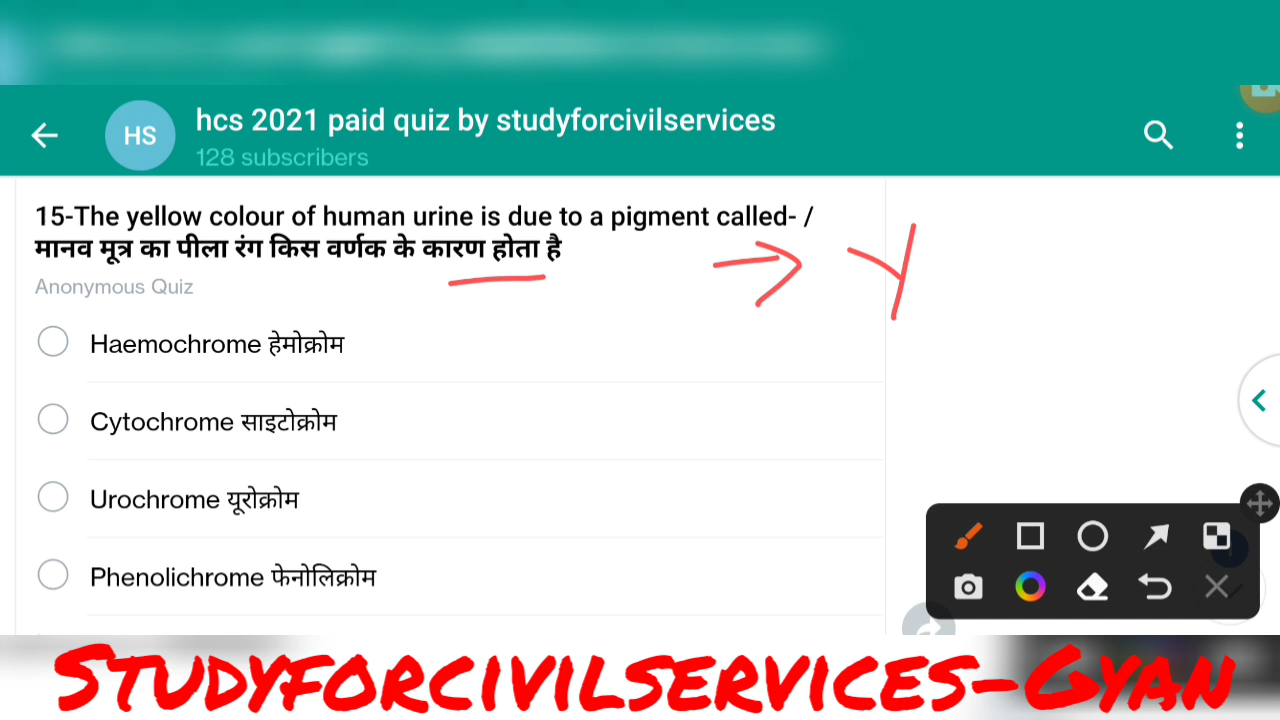 HS
hcs 2021 paid quiz by studyforcivilservices
128 subscribers
15-The yellow colour of human urine is due to a pigment called- /
मानव मूत्र का पीला रंग किस वर्णक के कारण होता है
Y
Anonymous Quiz
Haemochrome हेमोक्रोम
Cytochrome साइटोक्रोम
Urochrome यूरोक्रोम
Phenolichrome फेनोलिक्रोम
Studyforcivilservices-Gyan